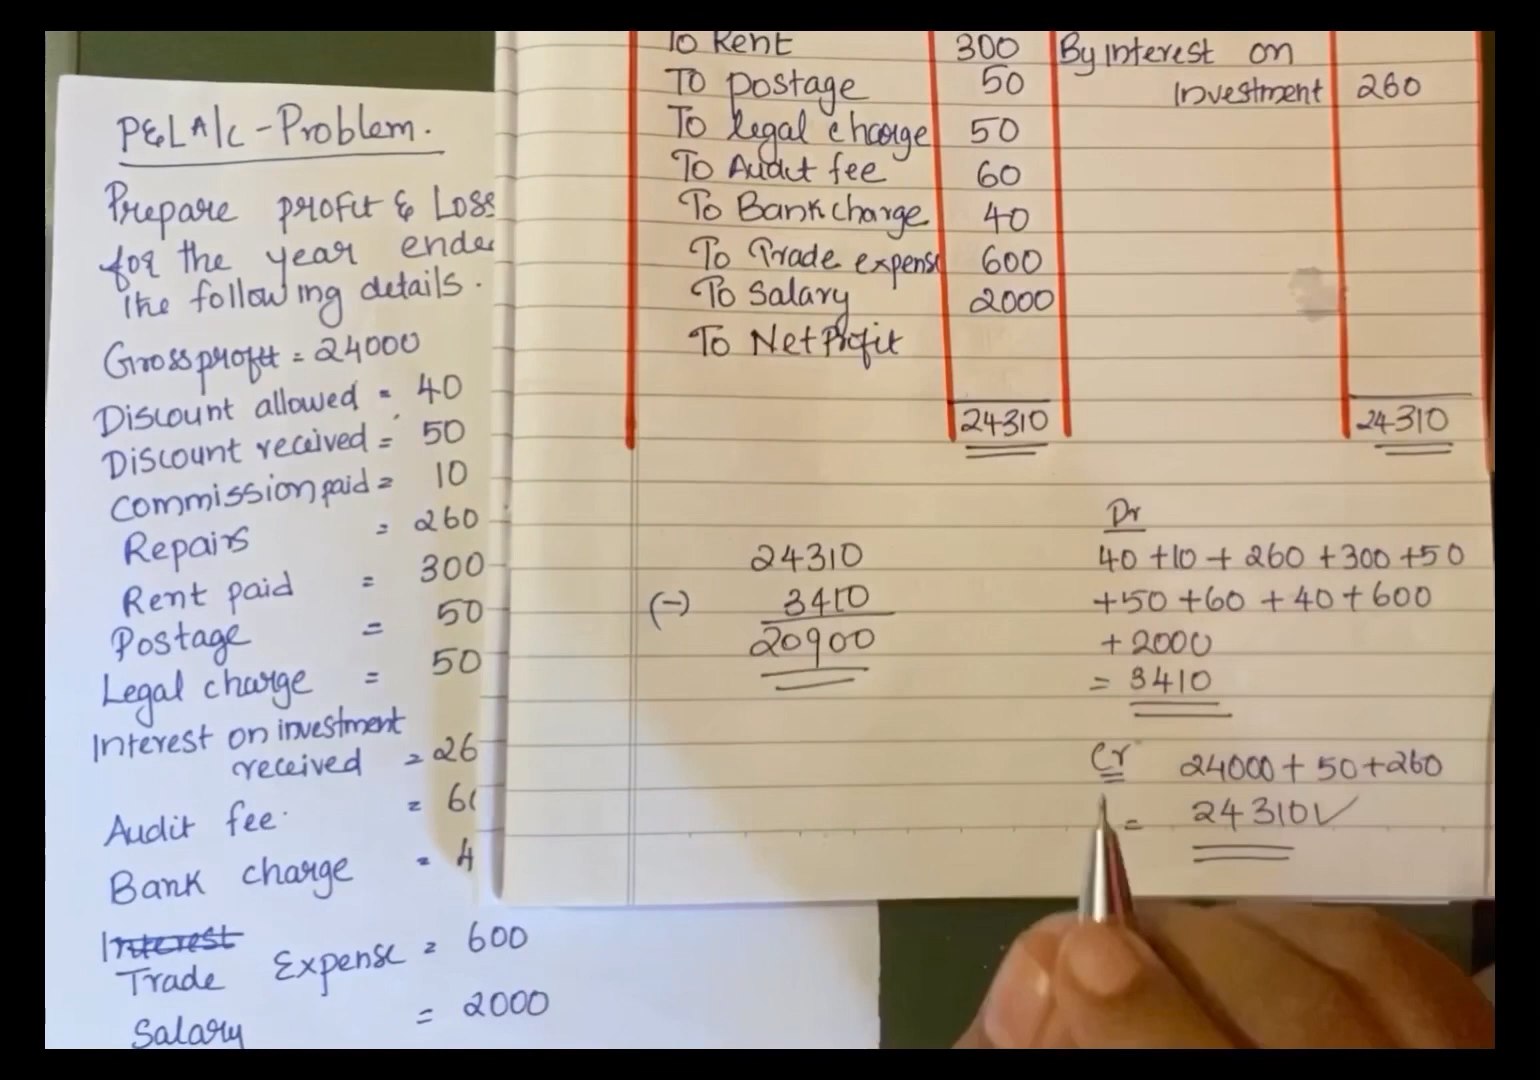 P&L A/c - Problem.
Prepare profit & Loss
for the year ende
the following details.
Gross profit = 24000
Discount allowed = 40
Discount received = 50
Commission paid = 10
Repairs = 260
Rent paid = 300
Postage = 50
Legal charge = 50
Interest on investment
received = 26
Audit fee. = 60
Bank charge = 4
Interest
Trade Expense = 600
Salary = 2000
To Rent 300 By Interest on
To postage 50 Investment 260
To legal charge 50
To Audit fee 60
To Bank charge 40
To Trade expense 600
To Salary 2000
To Net Profit
24310 24310
24310
(-) 3410
20900
Dr
40 +10 + 260 +300 +50
+50 +60 + 40 + 600
+ 2000
= 3410
Cr 24000 + 50 + 260
= 24310✓